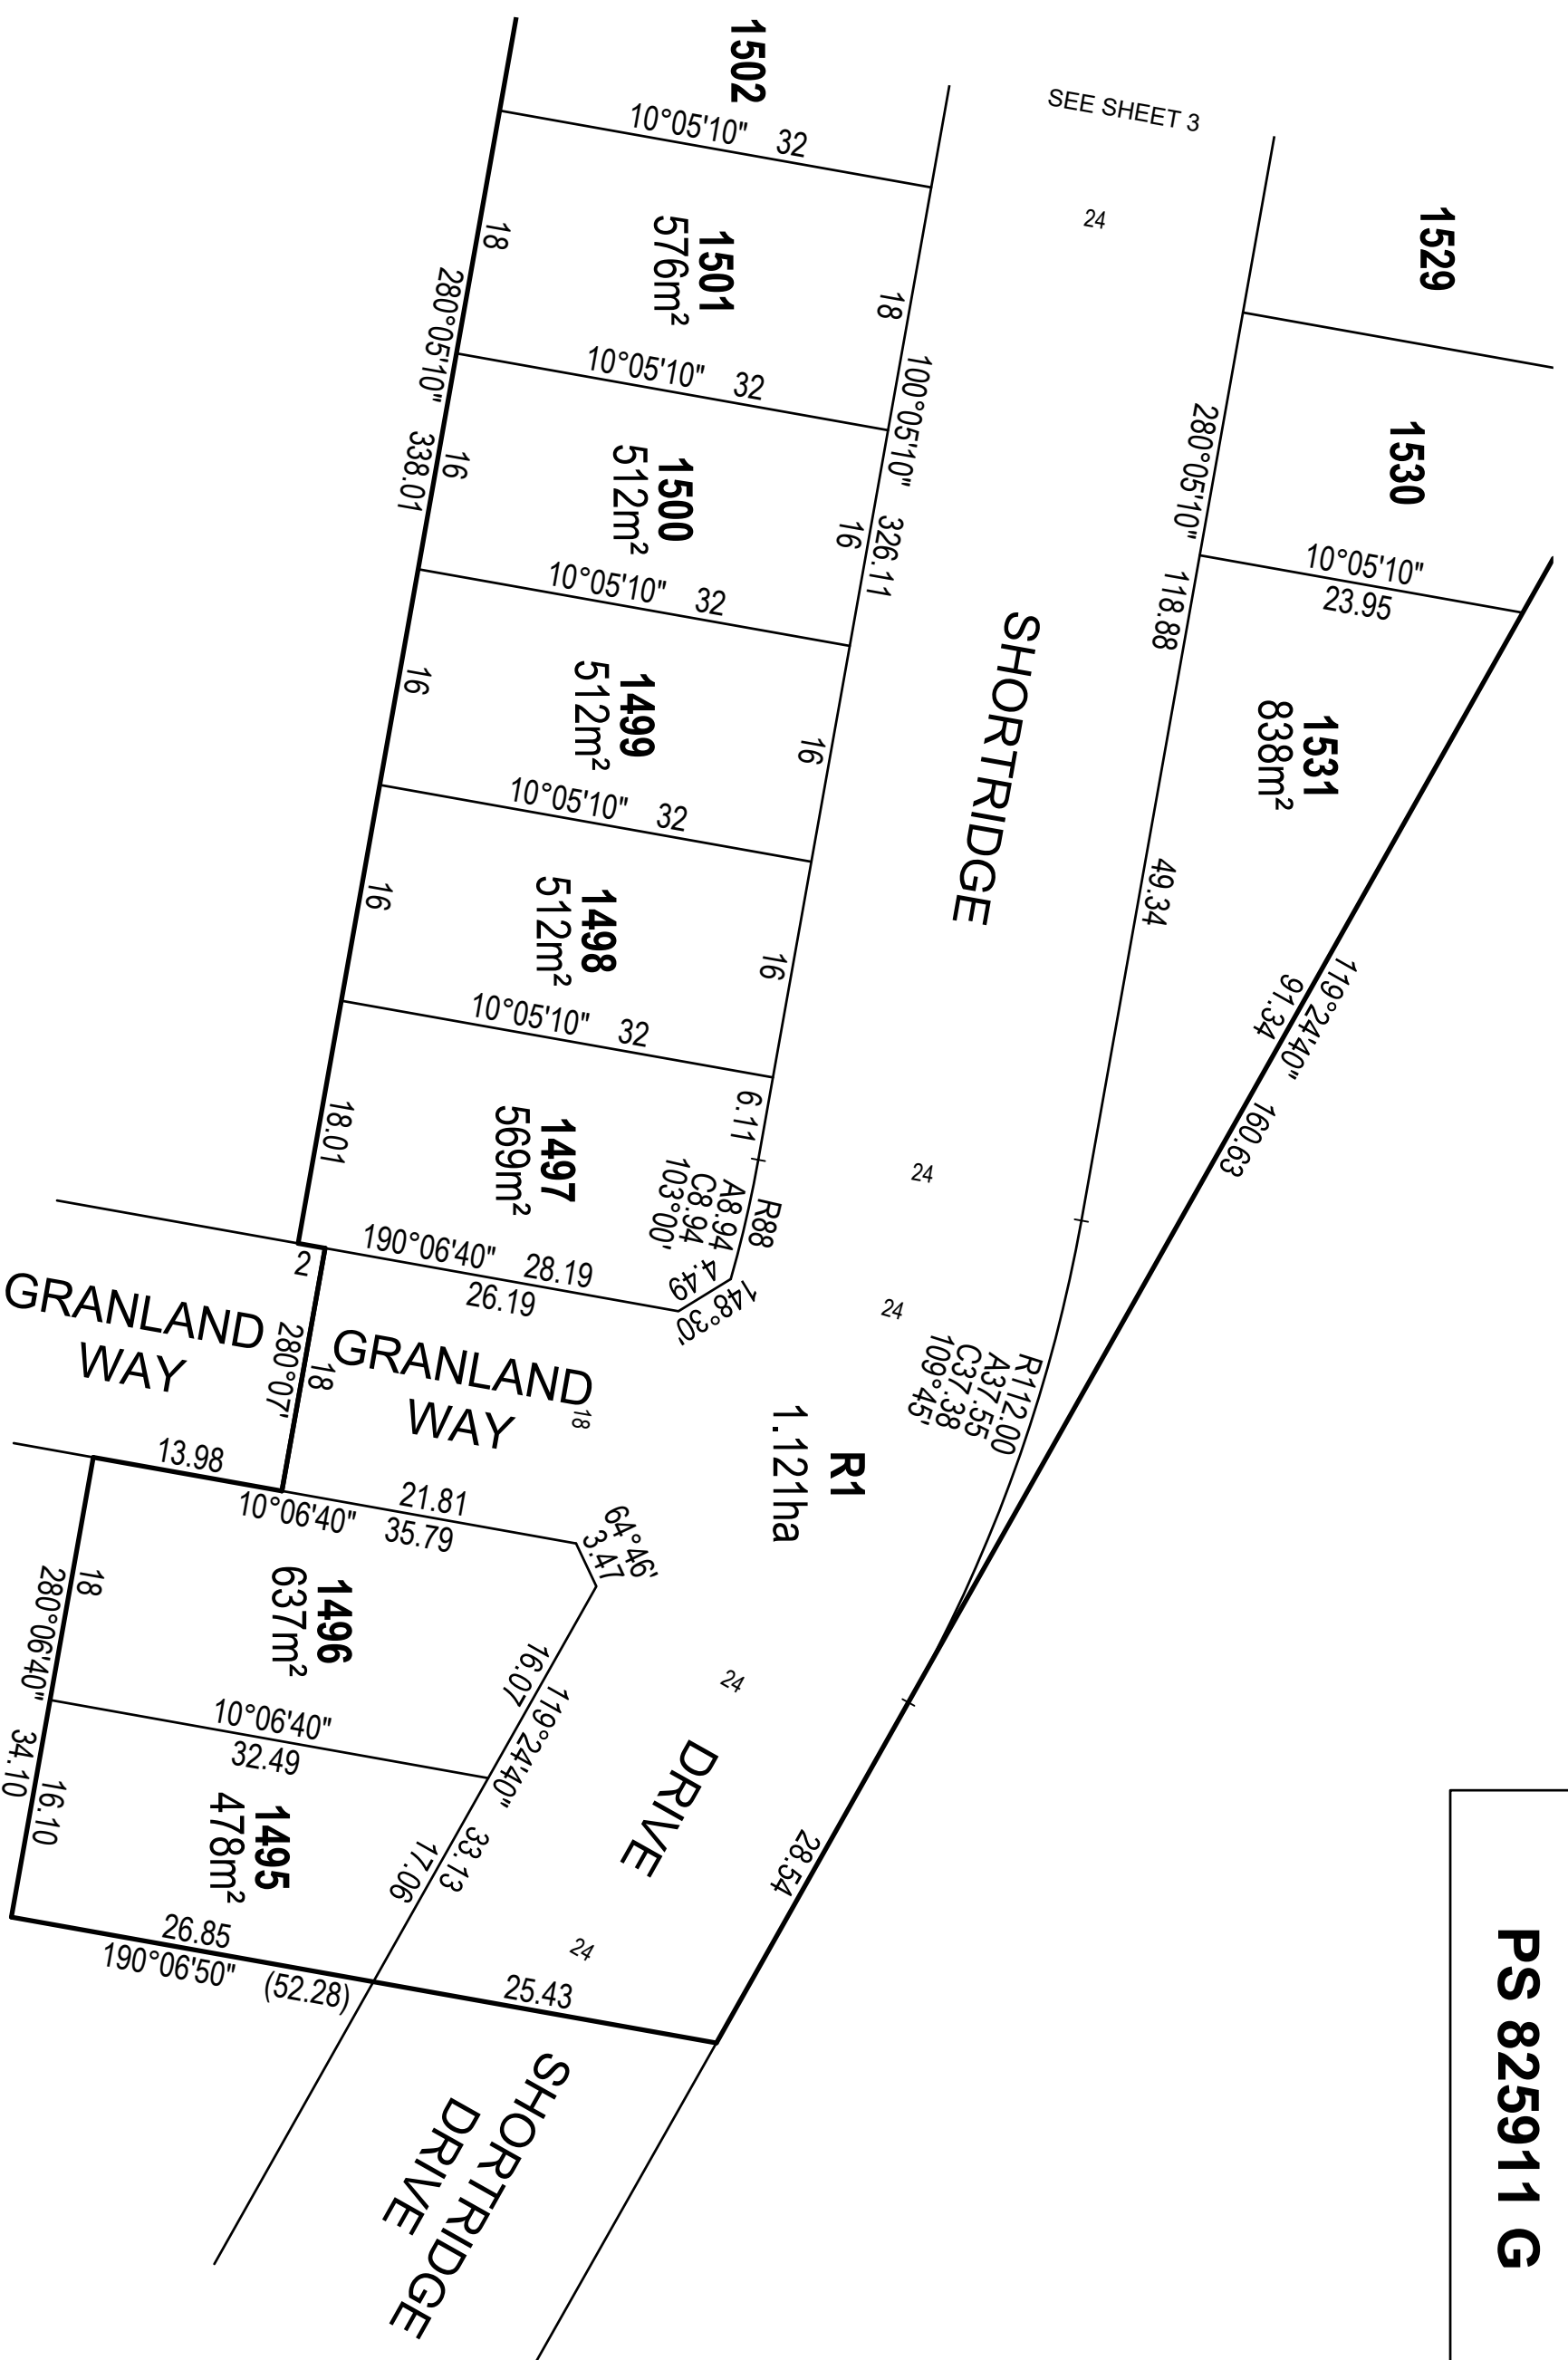 PS 825911 G
SEE SHEET 3
1529
1530
10°05'10"
23.95
280°05'10" 118.88
1531
838m²
49.34
119°24'40" 160.63
91.34
28.54
24
SHORTRIDGE
24
24
R112.00
A37.55
C37.38
109°45'
R1
1.121ha
24
DRIVE
24
1502
10°05'10" 32
1501
576m²
18
18
100°05'10" 326.11
280°05'10" 338.01
10°05'10" 32
1500
512m²
16
16
10°05'10" 32
1499
512m²
16
16
10°05'10" 32
1498
512m²
16
16
10°05'10" 32
1497
569m²
6.11
18.01
R88
A8.94
C8.94
103°00'
4.49
48°30'
190°06'40" 28.19
26.19
2
GRANLAND
WAY
18
GRANLAND
WAY
18
280°07'
13.98
21.81
10°06'40" 35.79
64°46'
3.47
1496
637m²
18
16.07
119°24'40" 33.13
280°06'40" 34.10
10°06'40"
32.49
1495
478m²
16.10
17.06
26.85
190°06'50" (52.28)
25.43
SHORTRIDGE
DRIVE